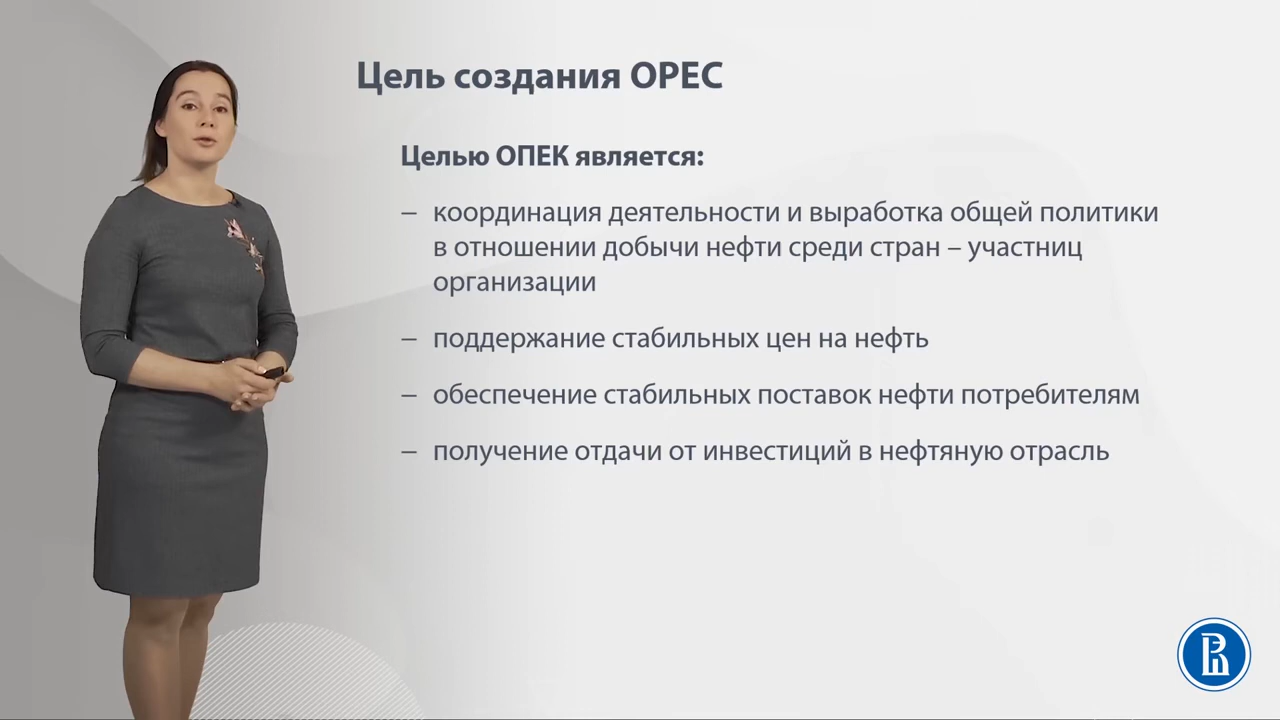 Цель создания OPEC
Целью ОПЕК является:
– координация деятельности и выработка общей политики
в отношении добычи нефти среди стран – участниц
организации
– поддержание стабильных цен на нефть
– обеспечение стабильных поставок нефти потребителям
– получение отдачи от инвестиций в нефтяную отрасль